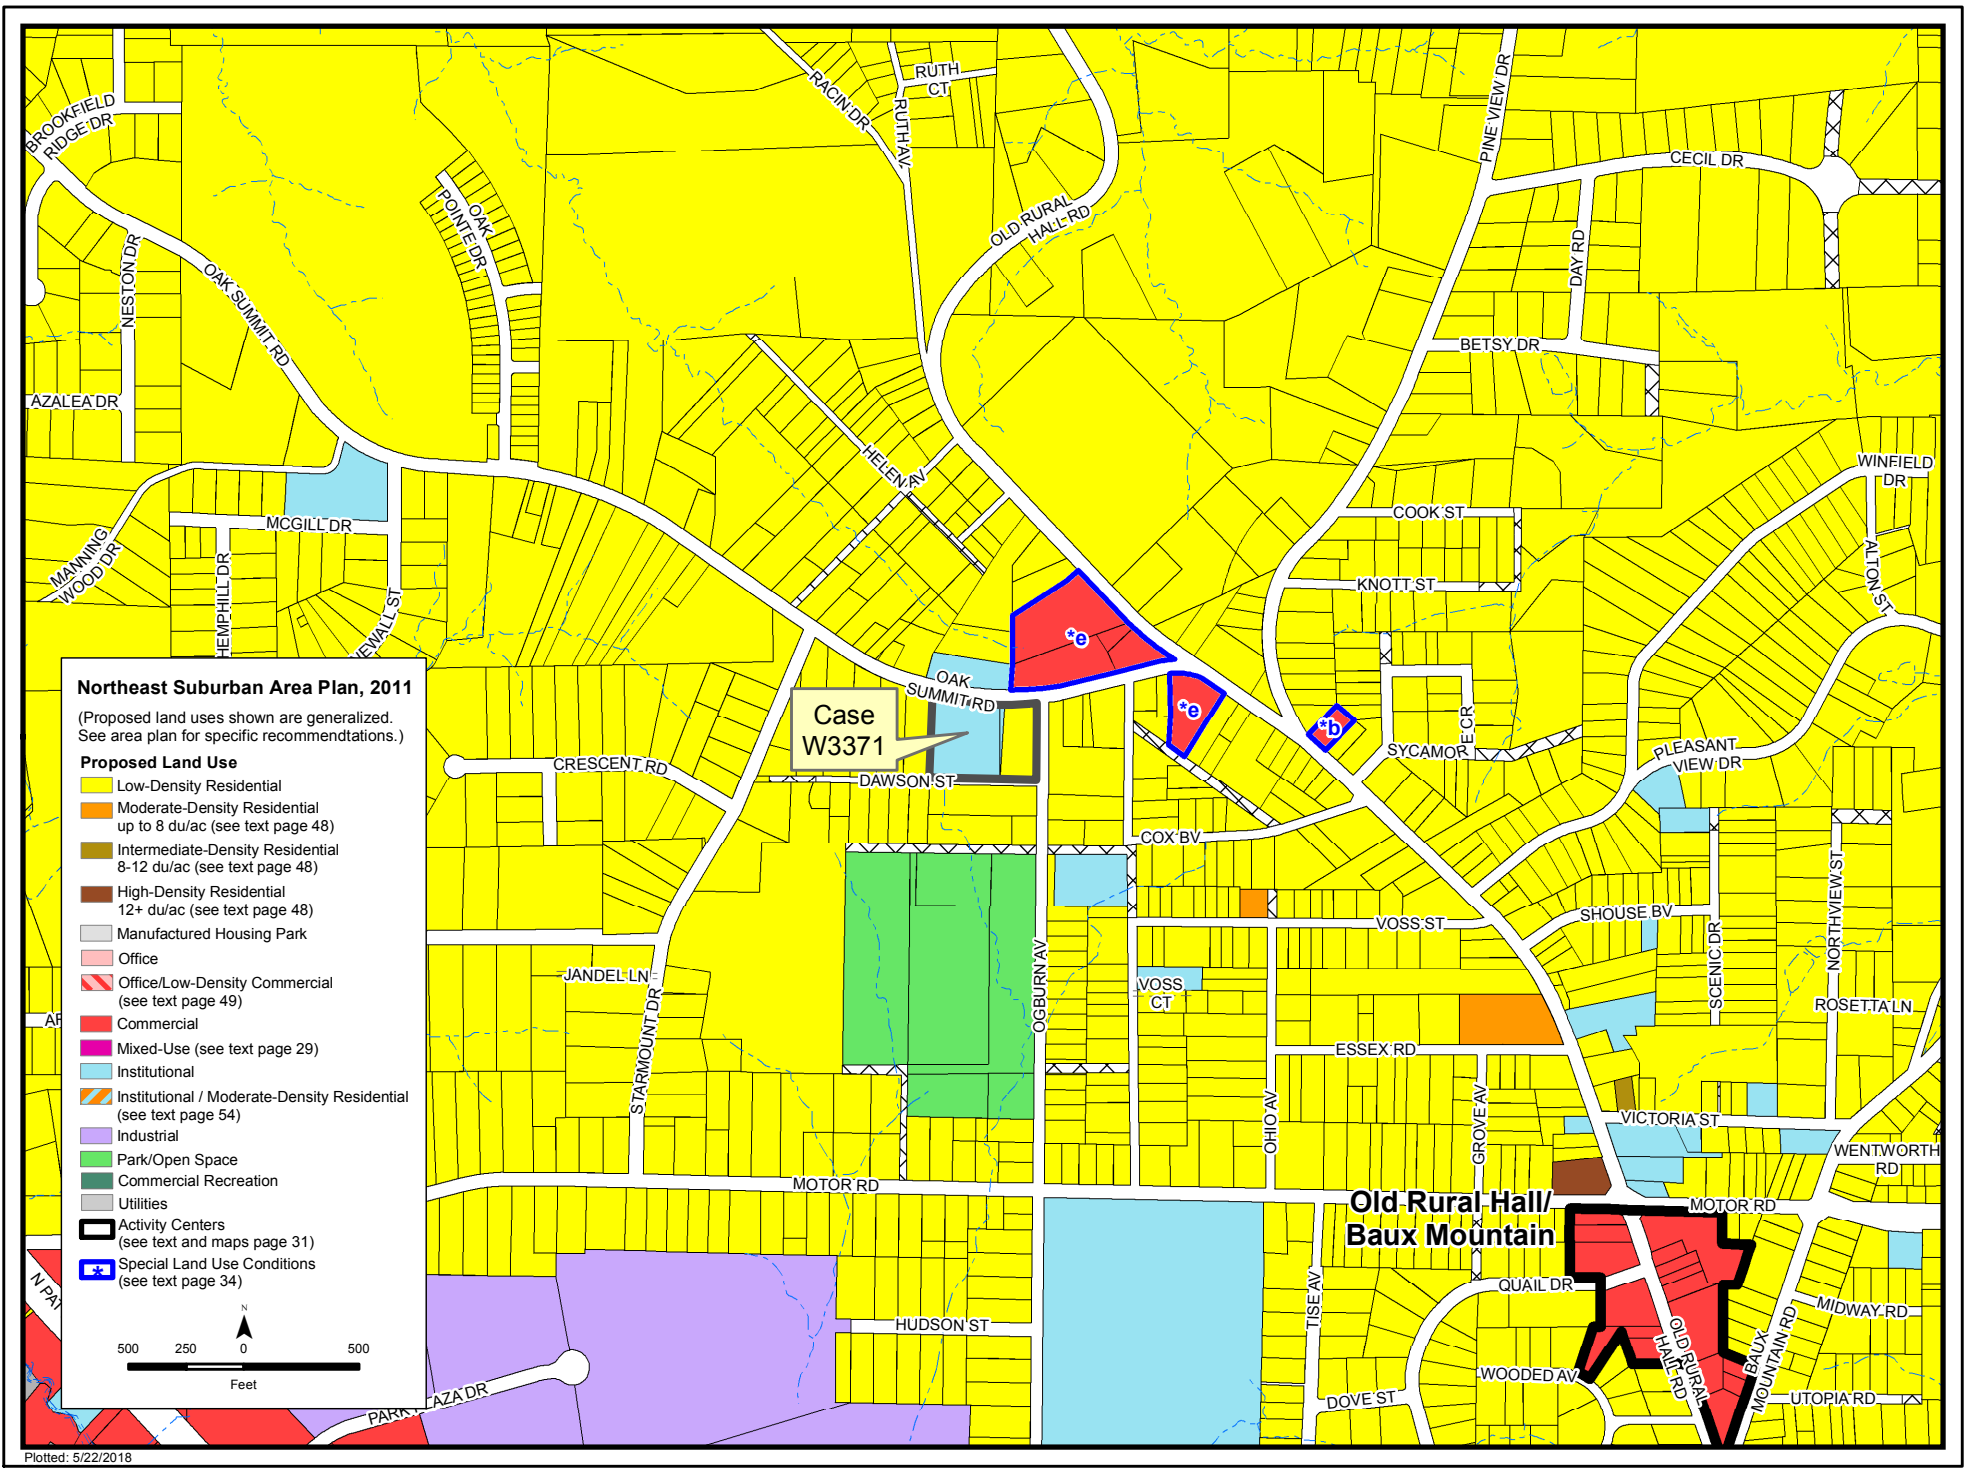 BROOKFIELD
RIDGE DR
RACIN DR
RUTH
CT
RUTH AV
PINE VIEW DR
CECIL DR
OAK
POINTE DR
OLD RURAL
HALL RD
DAY RD
NESTON DR
OAK SUMMIT RD
BETSY DR
AZALEA DR
HELEN AV
WINFIELD
DR
MCGILL DR
COOK ST
MANNING
WOOD DR
HEMPHILL DR
KNOTT ST
ALTON ST
EWALL ST
*e
OAK
SUMMIT RD
*e
*b
Case
W3371
SYCAMOR
E CR
PLEASANT
VIEW DR
CRESCENT RD
DAWSON ST
COX BV
NORTHVIEW ST
SHOUSE BV
VOSS ST
SCENIC DR
OGBURN AV
JANDEL LN
VOSS
CT
ROSETTA LN
STARMOUNT DR
ESSEX RD
OHIO AV
GROVE AV
VICTORIA ST
WENTWORTH
RD
MOTOR RD
Old Rural Hall/
Baux Mountain
MOTOR RD
TISE AV
QUAIL DR
MIDWAY RD
HUDSON ST
OLD RURAL
HALL RD
BAUX
MOUNTAIN RD
WOODED AV
DOVE ST
UTOPIA RD
PARK PLAZA DR
N PAT
AF
Northeast Suburban Area Plan, 2011
(Proposed land uses shown are generalized.
See area plan for specific recommendtations.)
Proposed Land Use
Low-Density Residential
Moderate-Density Residential
up to 8 du/ac (see text page 48)
Intermediate-Density Residential
8-12 du/ac (see text page 48)
High-Density Residential
12+ du/ac (see text page 48)
Manufactured Housing Park
Office
Office/Low-Density Commercial
(see text page 49)
Commercial
Mixed-Use (see text page 29)
Institutional
Institutional / Moderate-Density Residential
(see text page 54)
Industrial
Park/Open Space
Commercial Recreation
Utilities
Activity Centers
(see text and maps page 31)
* Special Land Use Conditions
(see text page 34)
N
500 250 0 500
Feet
Plotted: 5/22/2018